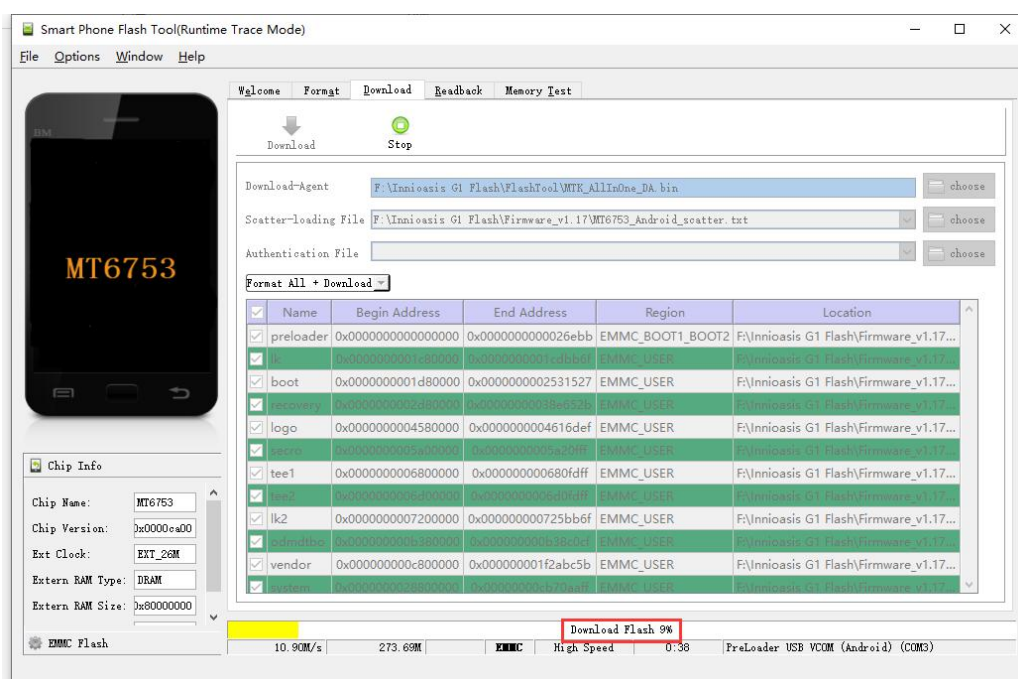 Smart Phone Flash Tool(Runtime Trace Mode)
File Options Window Help
Welcome Format Download Readback Memory Test
BM
Download Stop
Download-Agent F:\Innioasis G1 Flash\FlashTool\MTK_AllInOne_DA.bin choose
Scatter-loading File F:\Innioasis G1 Flash\Firmware_v1.17\MT6753_Android_scatter.txt choose
Authentication File choose
MT6753
Format All + Download
Name Begin Address End Address Region Location
preloader 0x0000000000000000 0x0000000000026ebb EMMC_BOOT1_BOOT2 F:\Innioasis G1 Flash\Firmware_v1.17...
lk 0x0000000001c80000 0x0000000001cdbb6f EMMC_USER F:\Innioasis G1 Flash\Firmware_v1.17...
boot 0x0000000001d80000 0x0000000002531527 EMMC_USER F:\Innioasis G1 Flash\Firmware_v1.17...
recovery 0x0000000002d80000 0x00000000038e652b EMMC_USER F:\Innioasis G1 Flash\Firmware_v1.17...
logo 0x0000000004580000 0x0000000004616def EMMC_USER F:\Innioasis G1 Flash\Firmware_v1.17...
secro 0x0000000005a00000 0x0000000005a20fff EMMC_USER F:\Innioasis G1 Flash\Firmware_v1.17...
tee1 0x0000000006800000 0x000000000680fdff EMMC_USER F:\Innioasis G1 Flash\Firmware_v1.17...
tee2 0x0000000006d00000 0x0000000006d0fdff EMMC_USER F:\Innioasis G1 Flash\Firmware_v1.17...
lk2 0x0000000007200000 0x000000000725bb6f EMMC_USER F:\Innioasis G1 Flash\Firmware_v1.17...
odmdtbo 0x000000000b380000 0x000000000b38c0cf EMMC_USER F:\Innioasis G1 Flash\Firmware_v1.17...
vendor 0x000000000c800000 0x000000001f2abc5b EMMC_USER F:\Innioasis G1 Flash\Firmware_v1.17...
system 0x0000000028800000 0x00000000cb70aaff EMMC_USER F:\Innioasis G1 Flash\Firmware_v1.17...
Chip Info
Chip Name: MT6753
Chip Version: 0x0000ca00
Ext Clock: EXT_26M
Extern RAM Type: DRAM
Extern RAM Size: 0x80000000
EMMC Flash
Download Flash 9%
10.90M/s 273.69M EMMC High Speed 0:38 PreLoader USB VCOM (Android) (COM3)